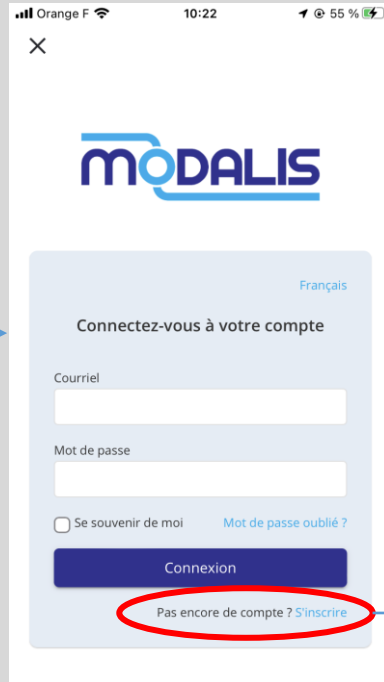 Orange F 10:22 55 %
MODALIS
Français
Connectez-vous à votre compte
Courriel
Mot de passe
Se souvenir de moi Mot de passe oublié ?
Connexion
Pas encore de compte ? S'inscrire